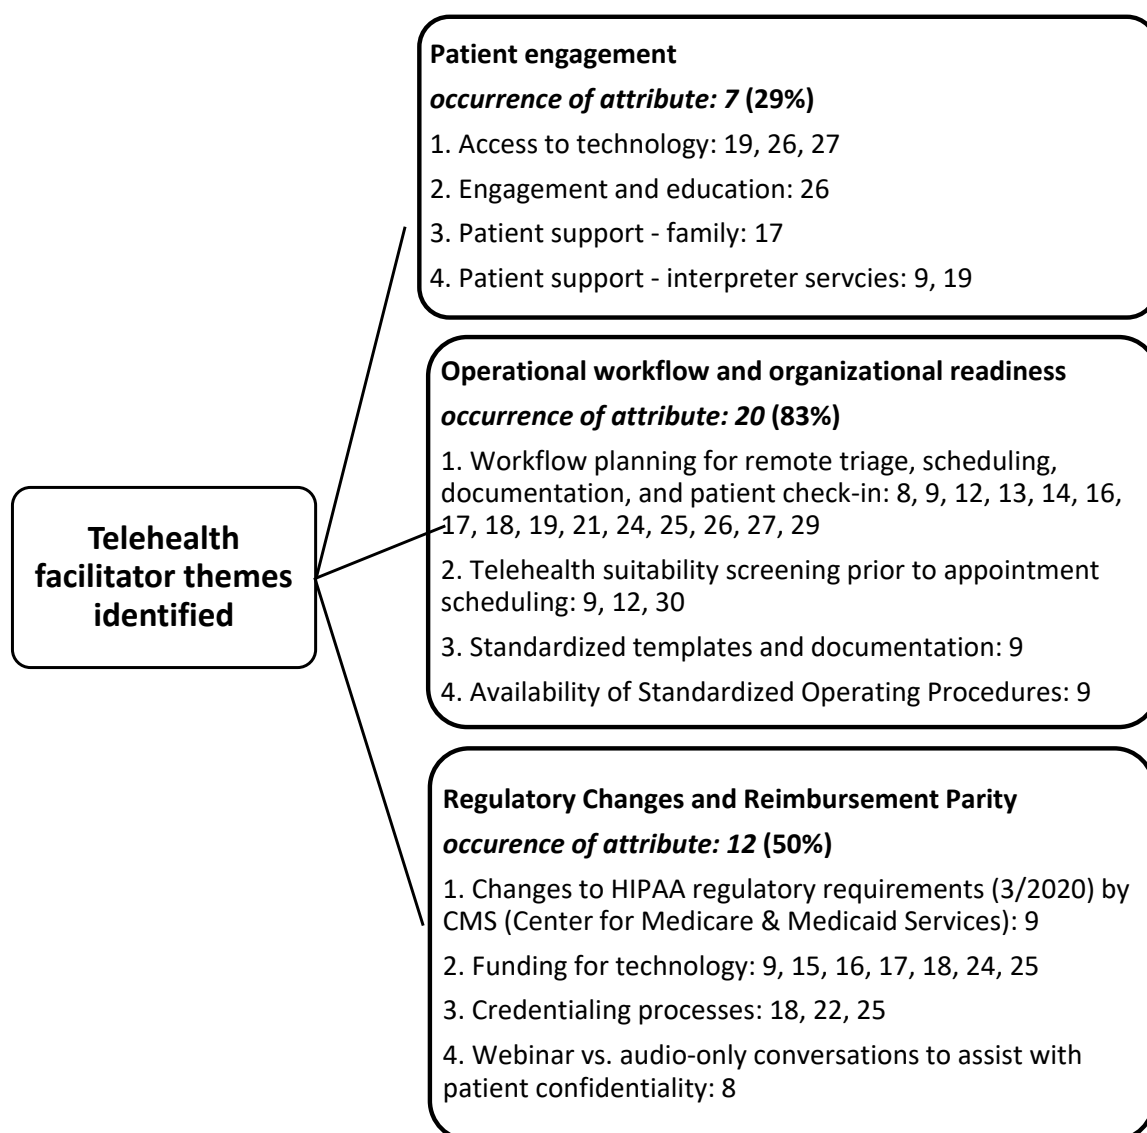 Patient engagement
occurrence of attribute: 7 (29%)
1. Access to technology: 19, 26, 27
2. Engagement and education: 26
3. Patient support - family: 17
4. Patient support - interpreter servcies: 9, 19
Operational workflow and organizational readiness
occurrence of attribute: 20 (83%)
1. Workflow planning for remote triage, scheduling,
documentation, and patient check-in: 8, 9, 12, 13, 14, 16,
17, 18, 19, 21, 24, 25, 26, 27, 29
2. Telehealth suitability screening prior to appointment
scheduling: 9, 12, 30
3. Standardized templates and documentation: 9
4. Availability of Standardized Operating Procedures: 9
Telehealth
facilitator themes
identified
Regulatory Changes and Reimbursement Parity
occurence of attribute: 12 (50%)
1. Changes to HIPAA regulatory requirements (3/2020) by
CMS (Center for Medicare & Medicaid Services): 9
2. Funding for technology: 9, 15, 16, 17, 18, 24, 25
3. Credentialing processes: 18, 22, 25
4. Webinar vs. audio-only conversations to assist with
patient confidentiality: 8